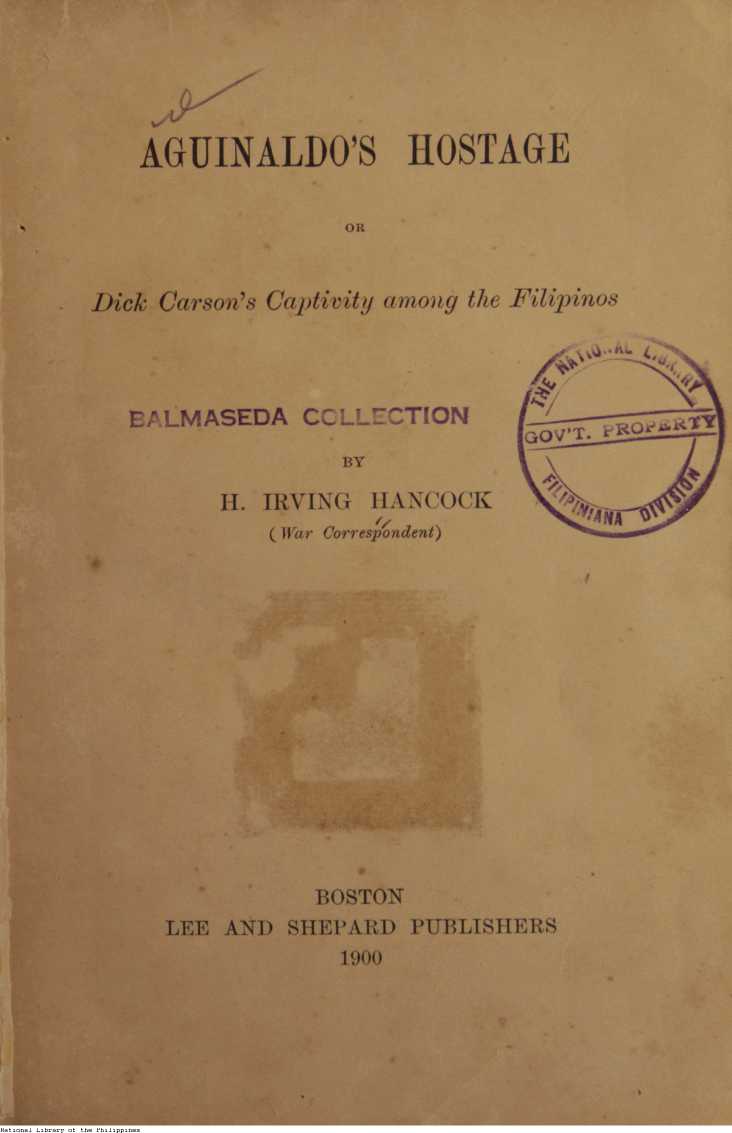 AGUINALDO'S HOSTAGE
OR
Dick Carson's Captivity among the Filipinos
THE NATIONAL LIBRARY
GOV'T. PROPERTY
FILIPINIANA DIVISION
BALMASEDA COLLECTION
BY
H. IRVING HANCOCK
(War Correspondent)
BOSTON
LEE AND SHEPARD PUBLISHERS
1900
National Library of the Philippines